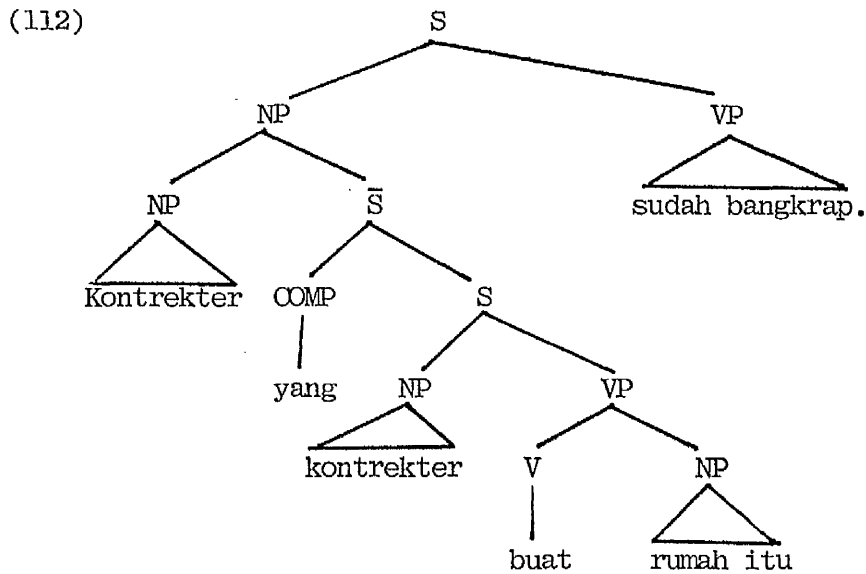 (112)
S
NP VP
NP S̄ sudah bangkrap.
Kontrekter COMP S
yang NP VP
kontrekter V NP
buat rumah itu